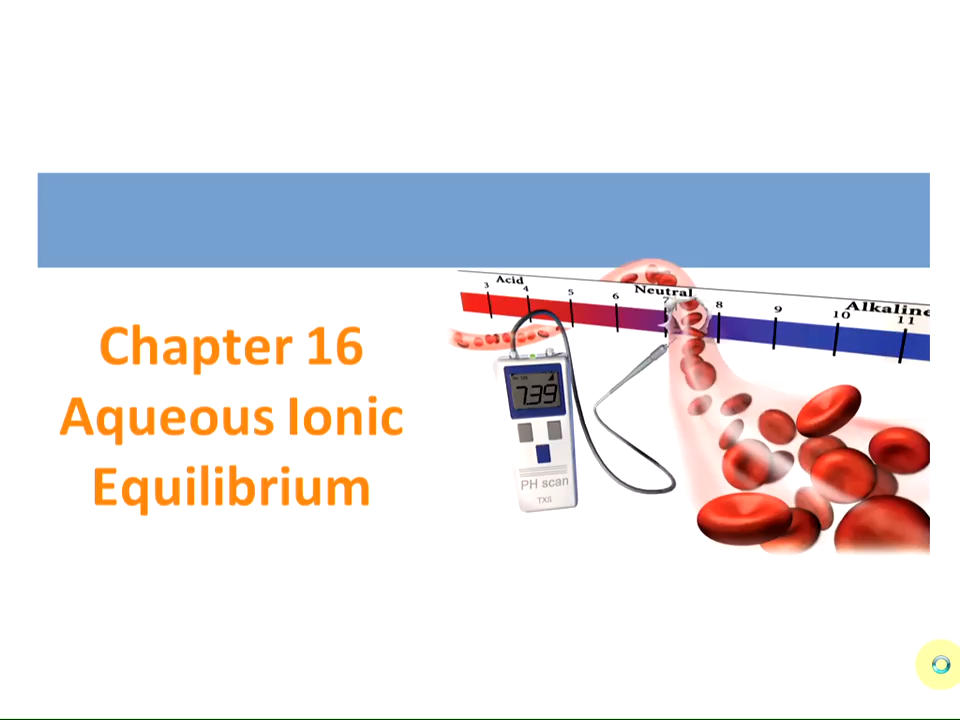 Acid
3
4
5
6
Neutral
7
8
9
10
Alkaline
11
Chapter 16
Aqueous Ionic
Equilibrium
7.39
PH scan
TXS